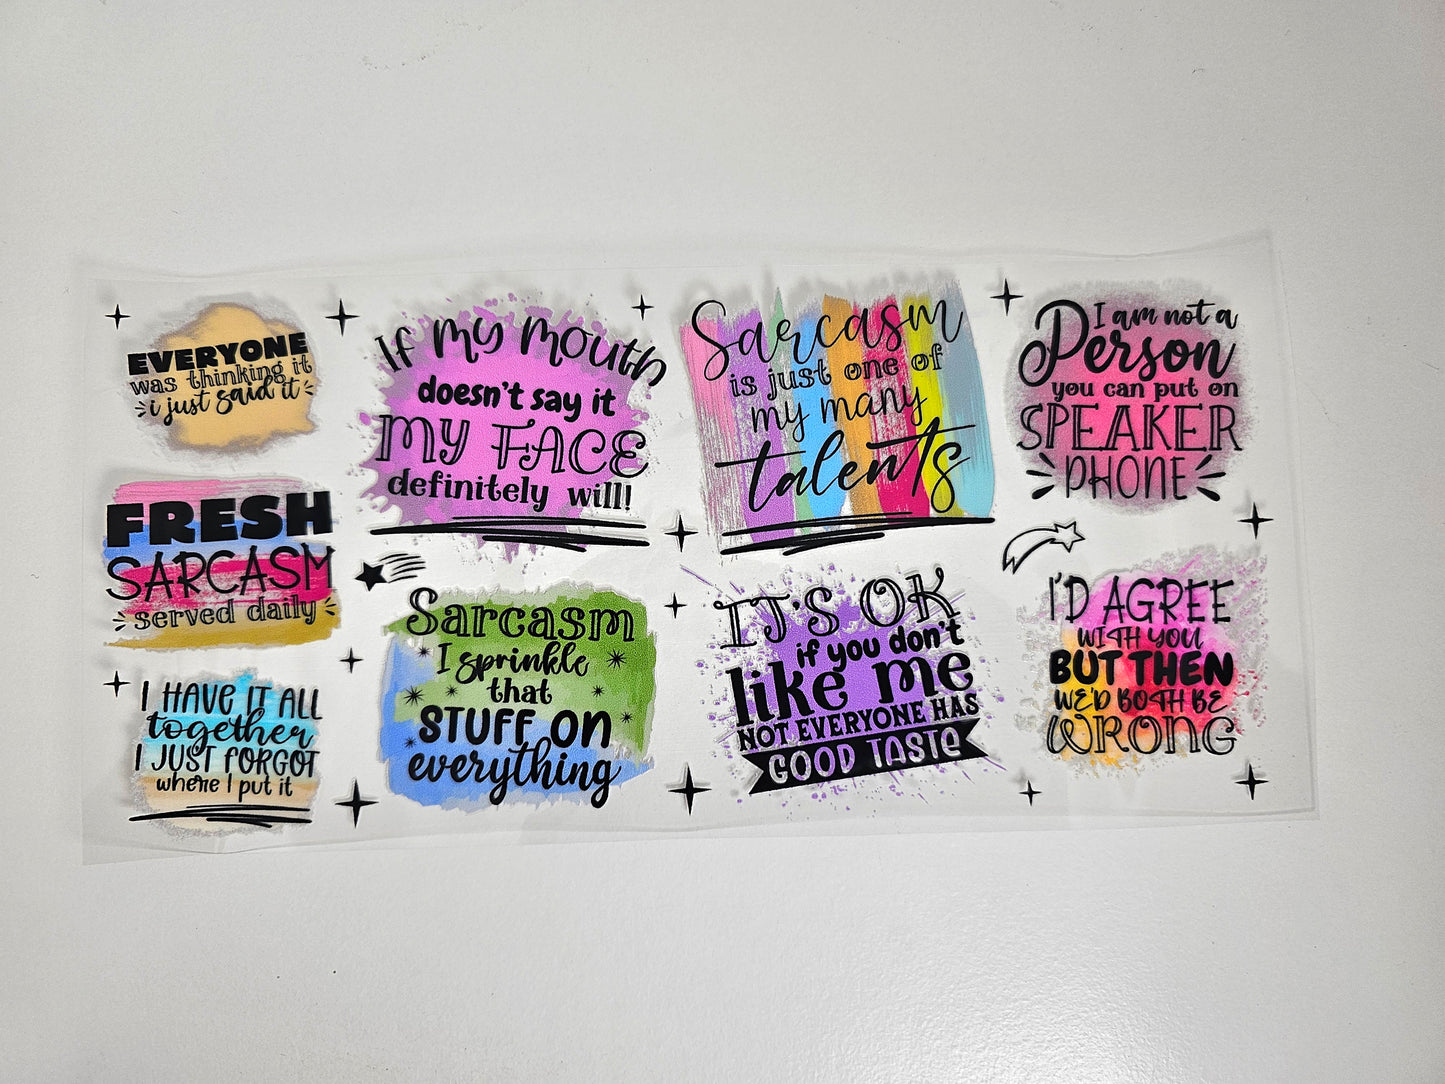 EVERYONE
was thinking it
i just said it
FRESH
SARCASM
served daily
I HAVE IT ALL
together
I JUST FORGOT
where I put it
If my mouth
doesn't say it
MY FACE
definitely will!
Sarcasm
I sprinkle
that
STUFF ON
everything
Sarcasm
is just one of
my many
talents
IT'S OK
if you don't
like me
NOT EVERYONE HAS
GOOD TASTE
I am not a
Person
you can put on
SPEAKER
PHONE
I'D AGREE
WITH YOU
BUT THEN
WE'D BOTH BE
WRONG